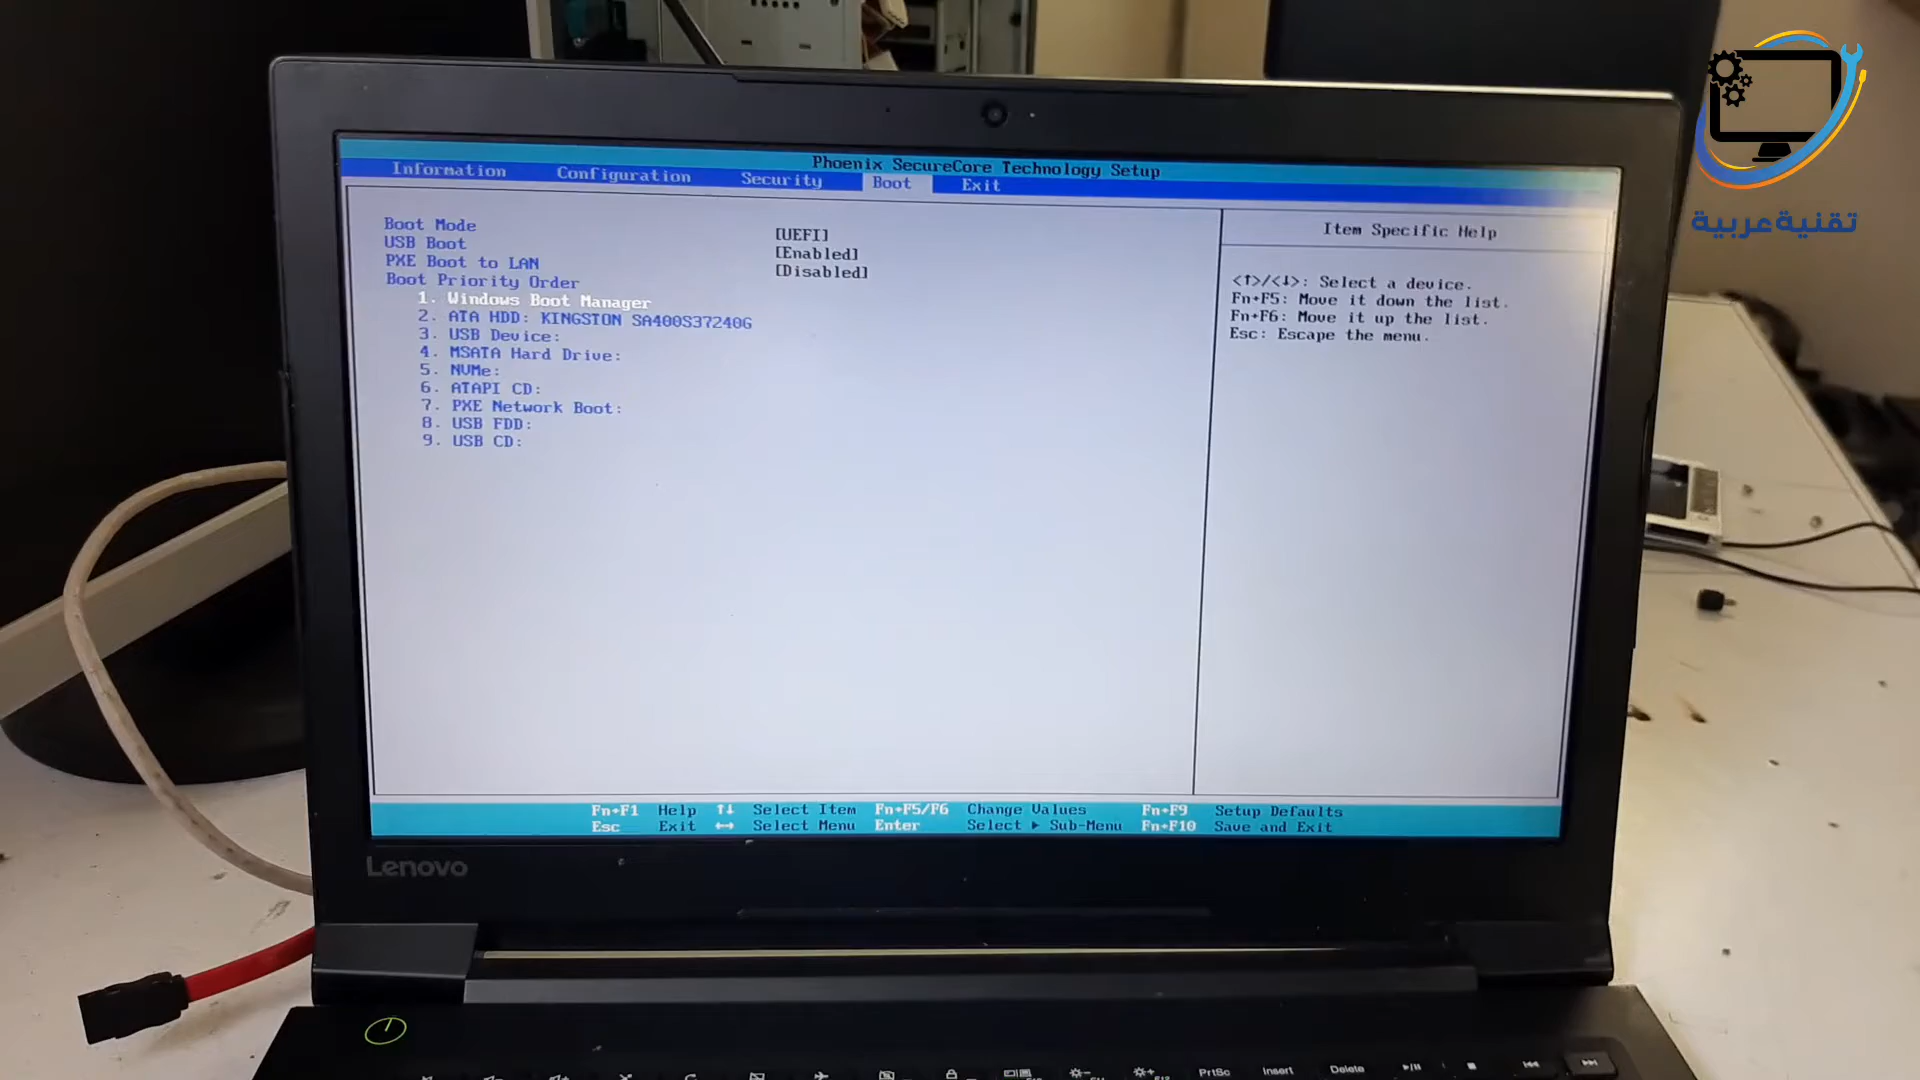 تقنية عربية
Phoenix SecureCore Technology Setup
Information Configuration Security Boot Exit
Boot Mode [UEFI]
USB Boot [Enabled]
PXE Boot to LAN [Disabled]
Boot Priority Order
1. Windows Boot Manager
2. ATA HDD: KINGSTON SA400S37240G
3. USB Device:
4. MSATA Hard Drive:
5. NVMe:
6. ATAPI CD:
7. PXE Network Boot:
8. USB FDD:
9. USB CD:
Item Specific Help
<↑>/<↓>: Select a device.
Fn+F5: Move it down the list.
Fn+F6: Move it up the list.
Esc: Escape the menu.
Fn+F1 Help ↑↓ Select Item Fn+F5/F6 Change Values Fn+F9 Setup Defaults
Esc Exit ↔ Select Menu Enter Select ▶ Sub-Menu Fn+F10 Save and Exit
Lenovo
PrtSc Insert Delete